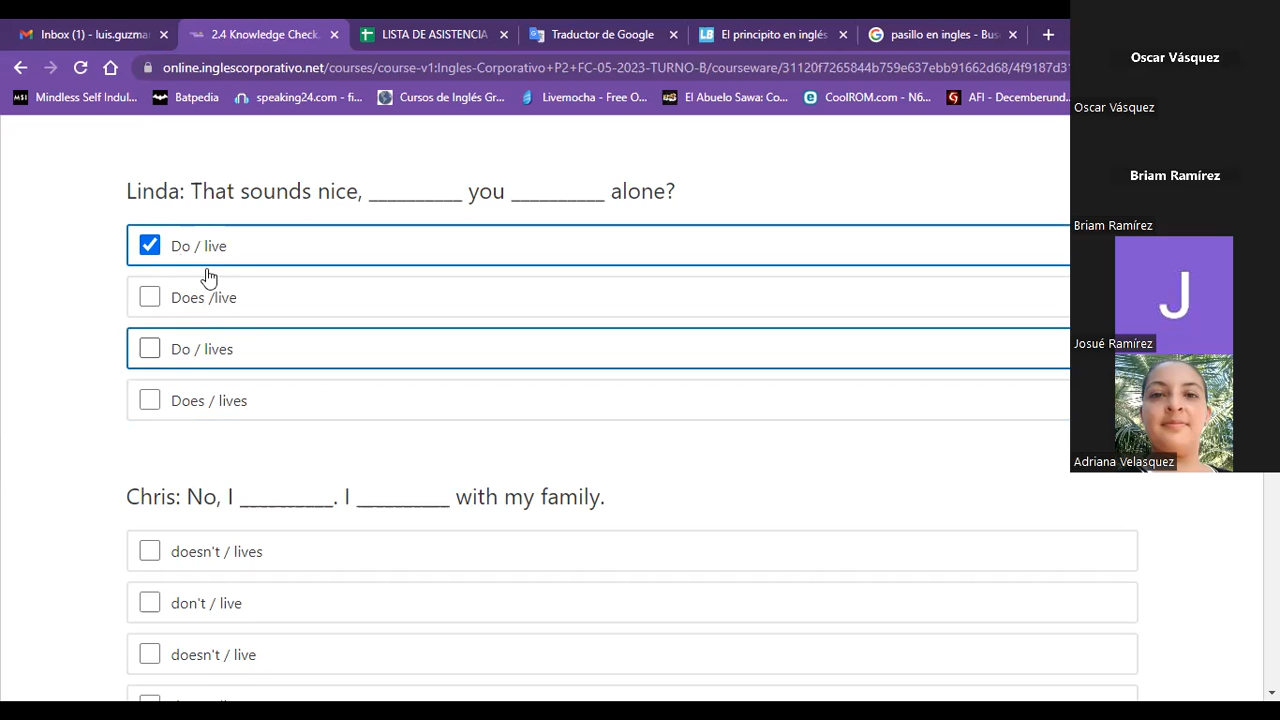 Inbox (1) - luis.guzma
2.4 Knowledge Check
LISTA DE ASISTENCIA
Traductor de Google
El principito en inglés
pasillo en ingles - Bus
online.inglescorporativo.net/courses/course-v1:Ingles-Corporativo+P2+FC-05-2023-TURNO-B/courseware/31120f7265844b759e637ebb91662d68/4f9187d3
Mindless Self Indul...
Batpedia
speaking24.com - fi...
Cursos de Inglés Gr...
Livemocha - Free O...
El Abuelo Sawa: Co...
CoolROM.com - N6...
AFI - Decemberund...
Linda: That sounds nice, __________ you __________ alone?
Do / live
Does /live
Do / lives
Does / lives
Chris: No, I __________. I __________ with my family.
doesn't / lives
don't / live
doesn't / live
Oscar Vásquez
Oscar Vásquez
Briam Ramírez
Briam Ramírez
J
Josué Ramírez
Adriana Velasquez